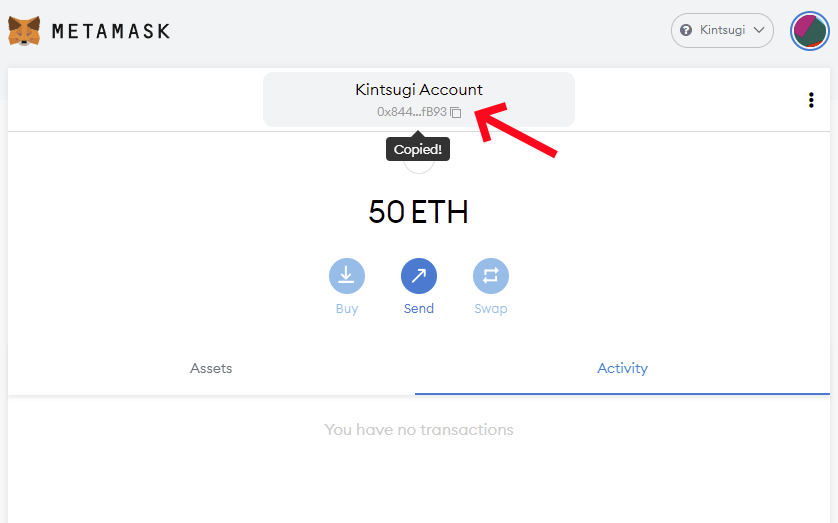 METAMASK
Kintsugi
Kintsugi Account
0x844...fB93
Copied!
50 ETH
Buy Send Swap
Assets Activity
You have no transactions